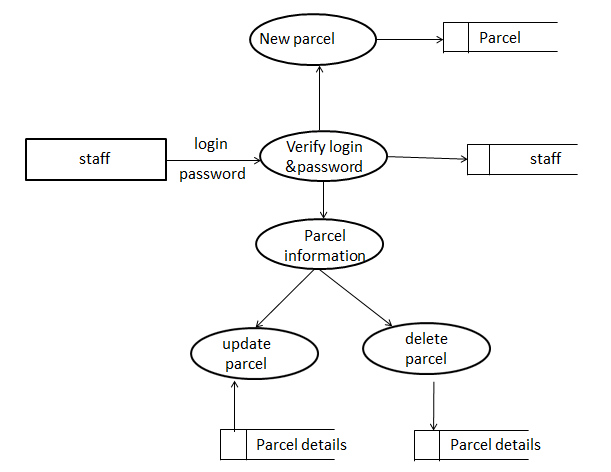 New parcel
Parcel
login
staff
password
Verify login
&password
staff
Parcel
information
update
parcel
delete
parcel
Parcel details
Parcel details